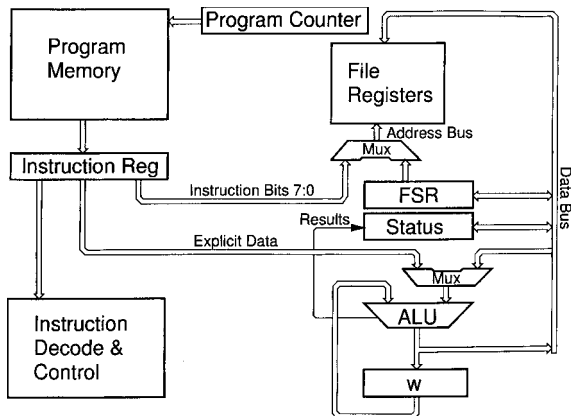 Program Counter
Program
Memory
File
Registers
Address Bus
Mux
Instruction Reg
Instruction Bits 7:0
FSR
Data Bus
Results
Status
Explicit Data
Mux
Instruction
Decode &
Control
ALU
w